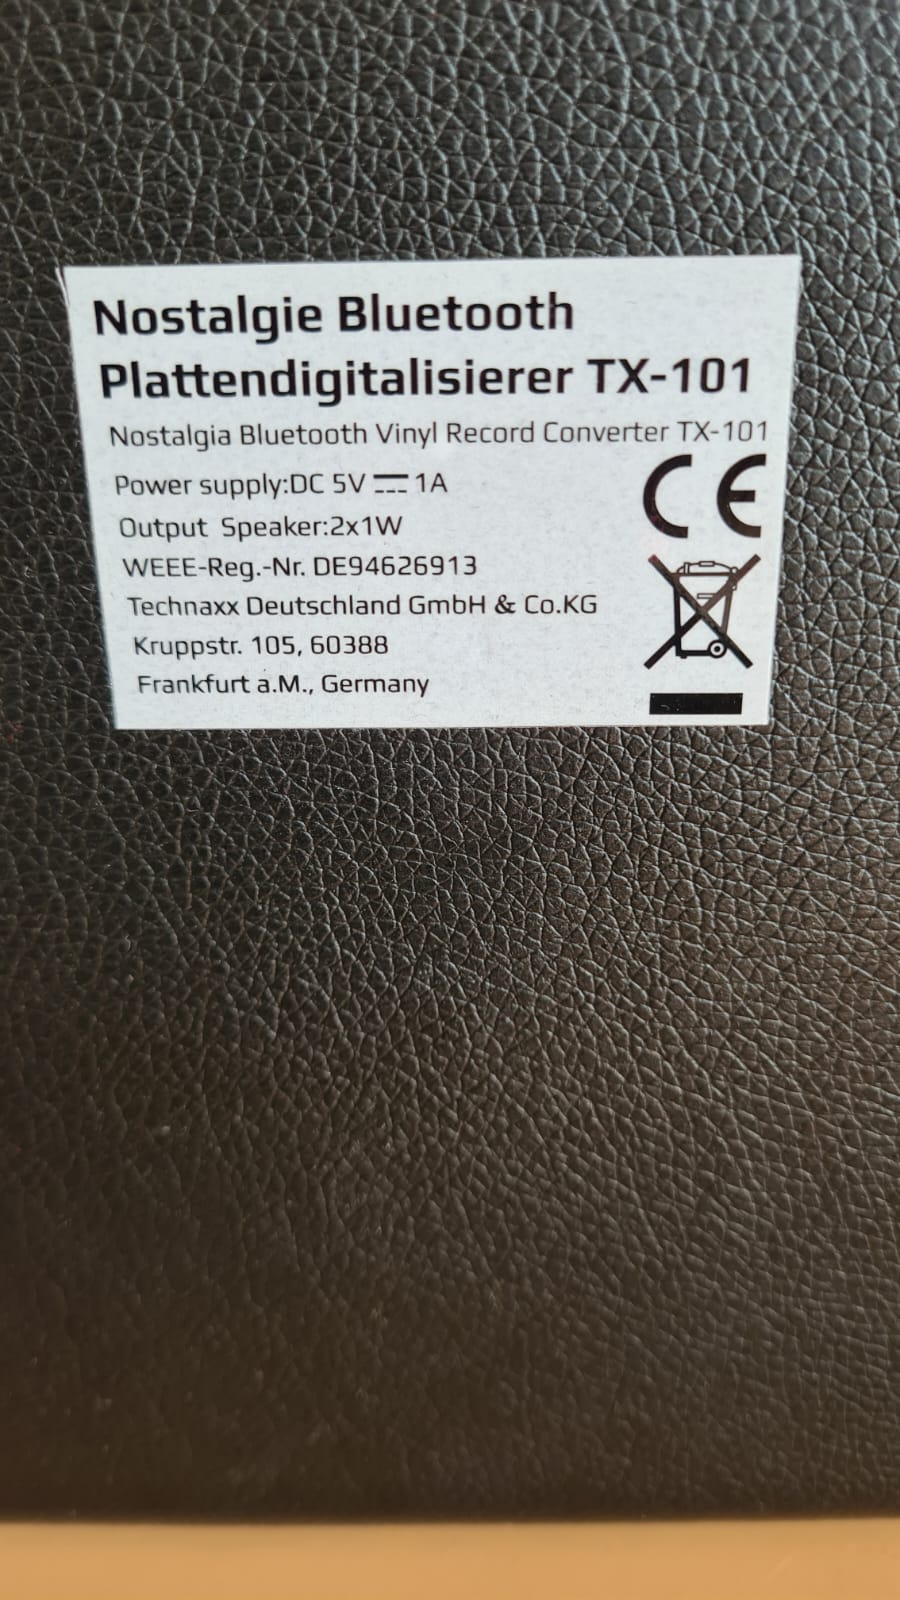 Nostalgie Bluetooth
Plattendigitalisierer TX-101
Nostalgia Bluetooth Vinyl Record Converter TX-101
Power supply:DC 5V ⎓ 1A
Output Speaker:2x1W
WEEE-Reg.-Nr. DE94626913
Technaxx Deutschland GmbH & Co.KG
Kruppstr. 105, 60388
Frankfurt a.M., Germany
CE